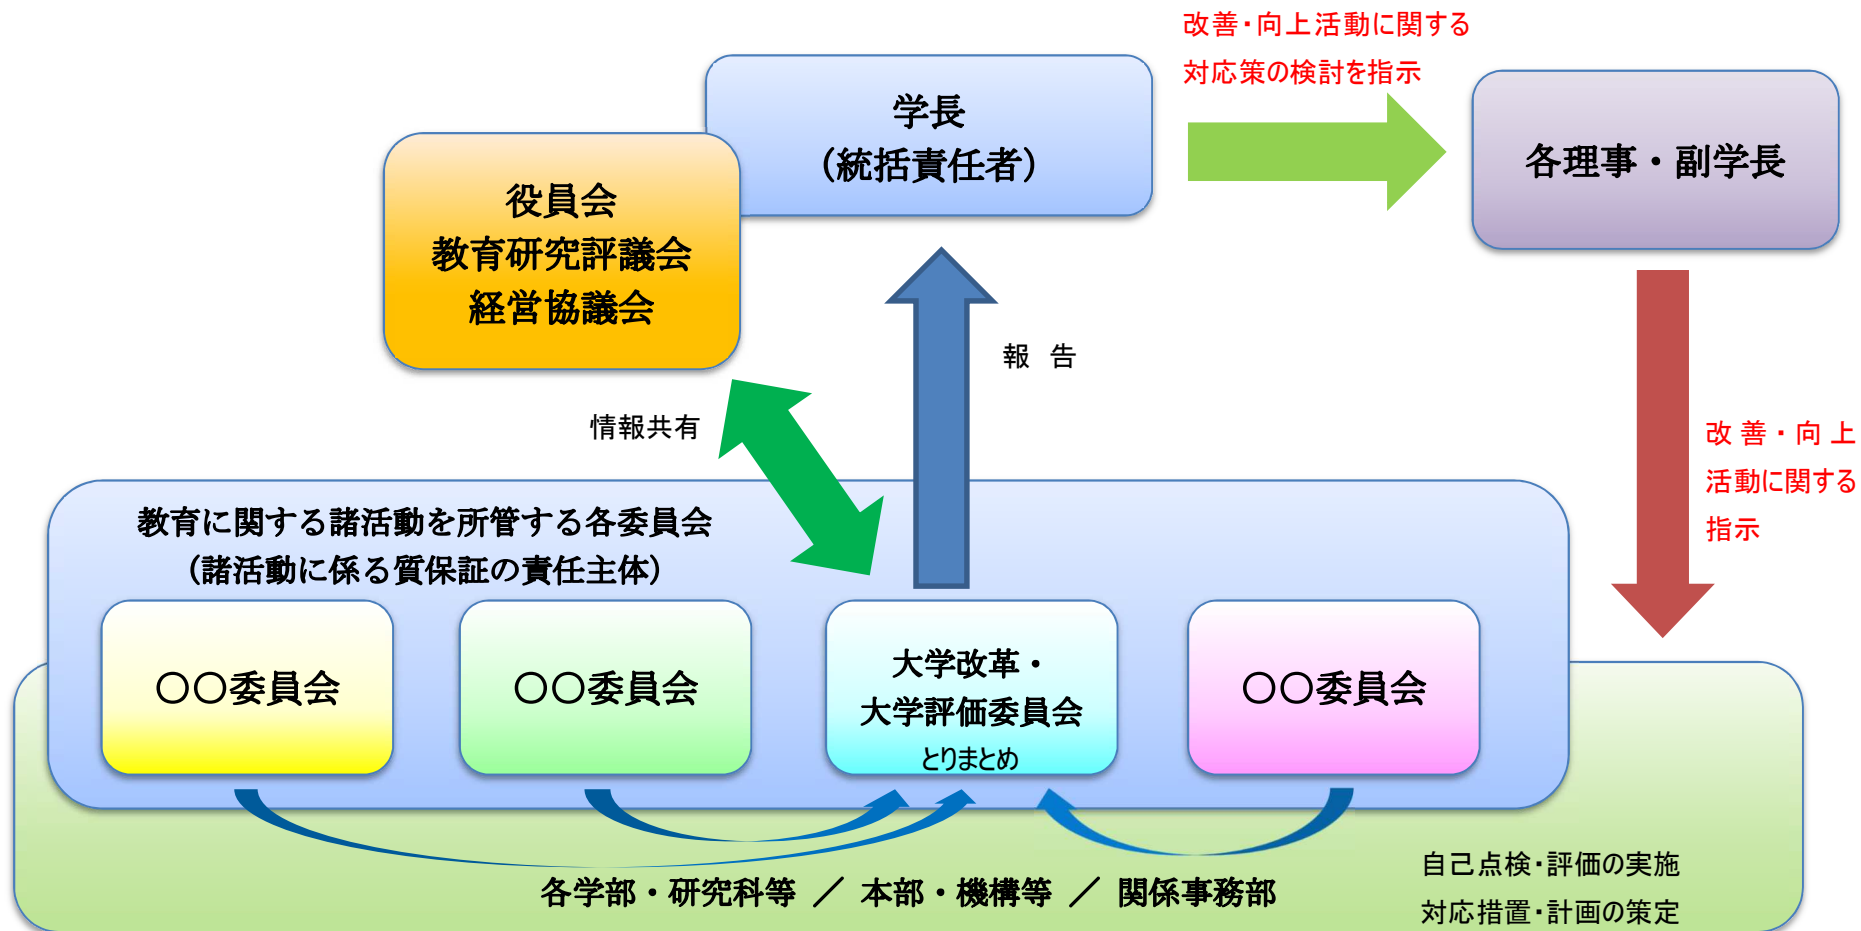 改善・向上活動に関する
対応策の検討を指示
学長
（統括責任者）
各理事・副学長
役員会
教育研究評議会
経営協議会
報　告
情報共有
改善・向上
活動に関する
指示
教育に関する諸活動を所管する各委員会
（諸活動に係る質保証の責任主体）
〇〇委員会
〇〇委員会
大学改革・
大学評価委員会
とりまとめ
〇〇委員会
自己点検・評価の実施
対応措置・計画の策定
各学部・研究科等 ／ 本部・機構等 ／ 関係事務部